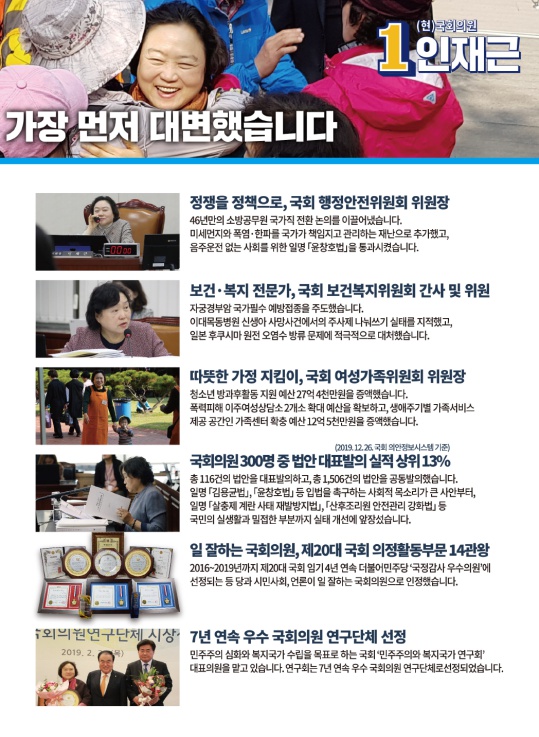 (현)국회의원
1 인재근
가장 먼저 대변했습니다
정쟁을 정책으로, 국회 행정안전위원회 위원장
46년만의 소방공무원 국가직 전환 논의를 이끌어냈습니다.
미세먼지와 폭염·한파를 국가가 책임지고 관리하는 재난으로 추가했고,
음주운전 없는 사회를 위한 일명 「윤창호법」을 통과시켰습니다.
보건·복지 전문가, 국회 보건복지위원회 간사 및 위원
자궁경부암 국가필수 예방접종을 주도했습니다.
이대목동병원 신생아 사망사건에서의 주사제 나눠쓰기 실태를 지적했고,
일본 후쿠시마 원전 오염수 방류 문제에 적극적으로 대처했습니다.
따뜻한 가정 지킴이, 국회 여성가족위원회 위원장
청소년 방과후활동 지원 예산 27억 4천만원을 증액했습니다.
폭력피해 이주여성상담소 2개소 확대 예산을 확보하고, 생애주기별 가족서비스
제공 공간인 가족센터 확충 예산 12억 5천만원을 증액했습니다.
(2019. 12. 26. 국회 의안정보시스템 기준)
국회의원 300명 중 법안 대표발의 실적 상위 13%
총 116건의 법안을 대표발의하고, 총 1,506건의 법안을 공동발의했습니다.
일명 「김용균법」, 「윤창호법」 등 입법을 촉구하는 사회적 목소리가 큰 사안부터,
일명 「살충제 계란 사태 재발방지법」, 「산후조리원 안전관리 강화법」 등
국민의 실생활과 밀접한 부분까지 실태 개선에 앞장섰습니다.
일 잘하는 국회의원, 제20대 국회 의정활동부문 14관왕
2016~2019년까지 제20대 국회 임기 4년 연속 더불어민주당 ‘국정감사 우수의원’에
선정되는 등 당과 시민사회, 언론이 일 잘하는 국회의원으로 인정했습니다.
국회의원연구단체 시상
2019. 2.
7년 연속 우수 국회의원 연구단체 선정
민주주의 심화와 복지국가 수립을 목표로 하는 국회 ‘민주주의와 복지국가 연구회’
대표의원을 맡고 있습니다. 연구회는 7년 연속 우수 국회의원 연구단체로선정되었습니다.